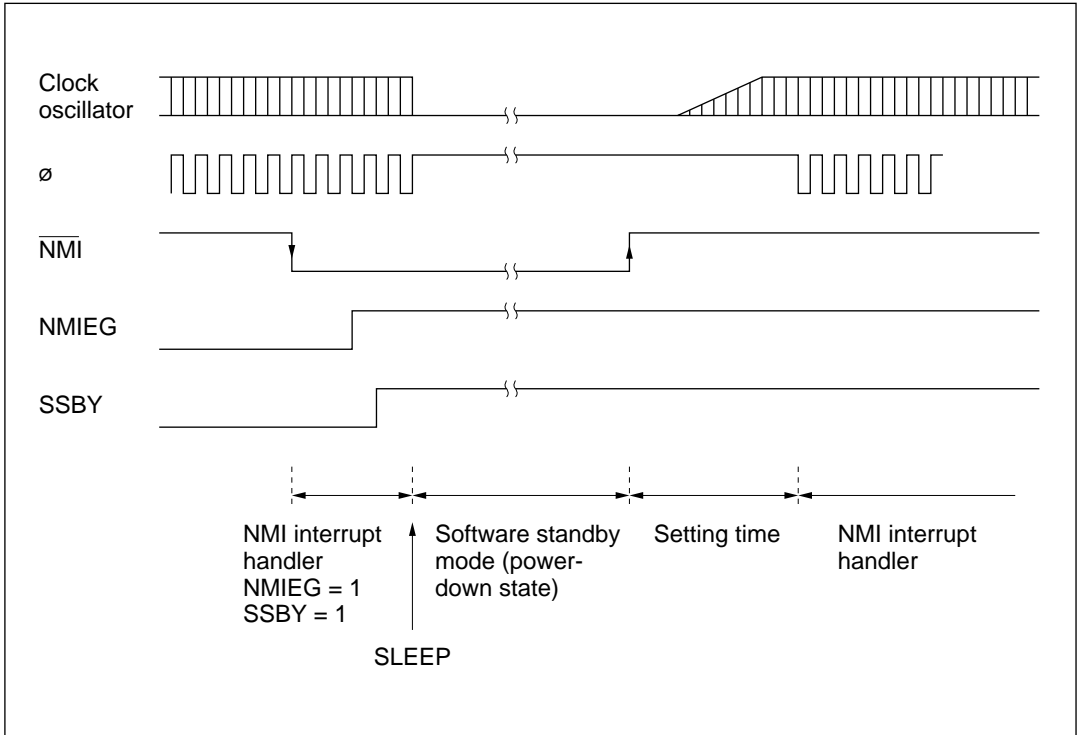 Clock
oscillator
ø
NMI
NMIEG
SSBY
NMI interrupt
handler
NMIEG = 1
SSBY = 1
Software standby
mode (power-
down state)
Setting time
NMI interrupt
handler
SLEEP